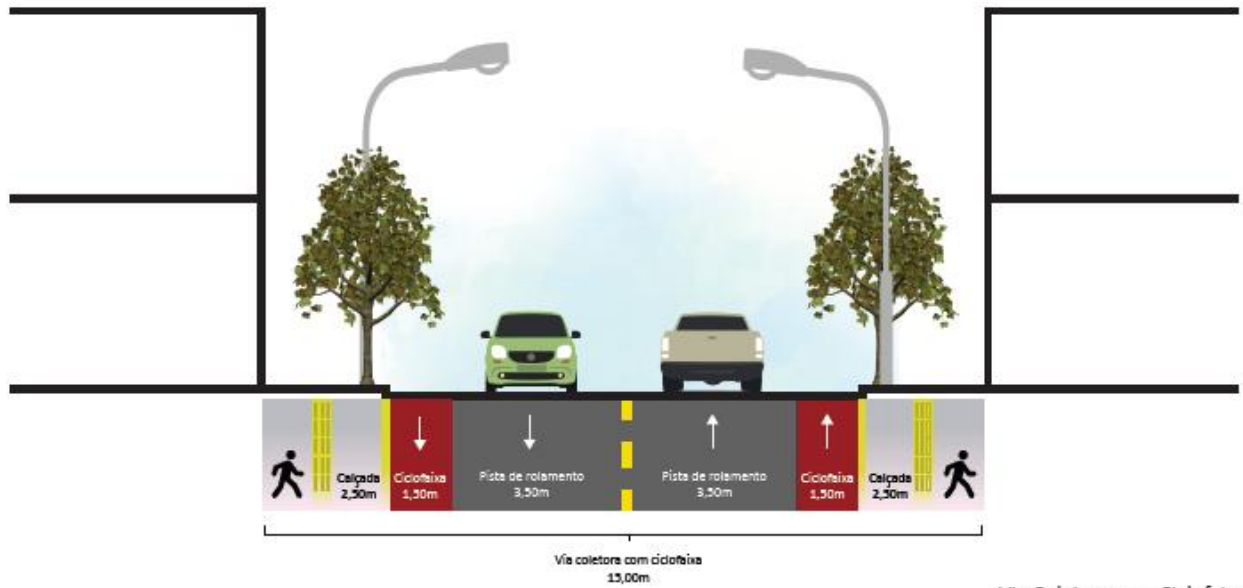 Calçada
2,50m
Ciclofaixa
1,50m
Pista de rolamento
3,50m
Pista de rolamento
3,50m
Ciclofaixa
1,50m
Calçada
2,50m
Via coletora com ciclofaixa
15,00m